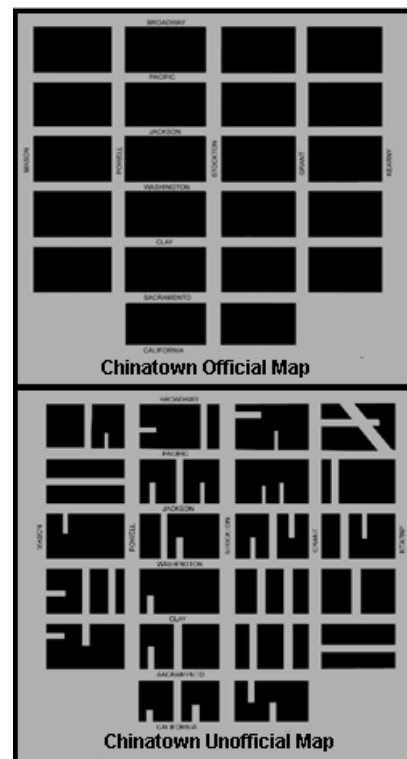 BROADWAY
PACIFIC
JACKSON
MASON
POWELL
STOCKTON
GRANT
KEARNY
WASHINGTON
CLAY
SACRAMENTO
CALIFORNIA
Chinatown Official Map
BROADWAY
PACIFIC
JACKSON
MASON
POWELL
STOCKTON
GRANT
KEARNY
WASHINGTON
CLAY
SACRAMENTO
CALIFORNIA
Chinatown Unofficial Map